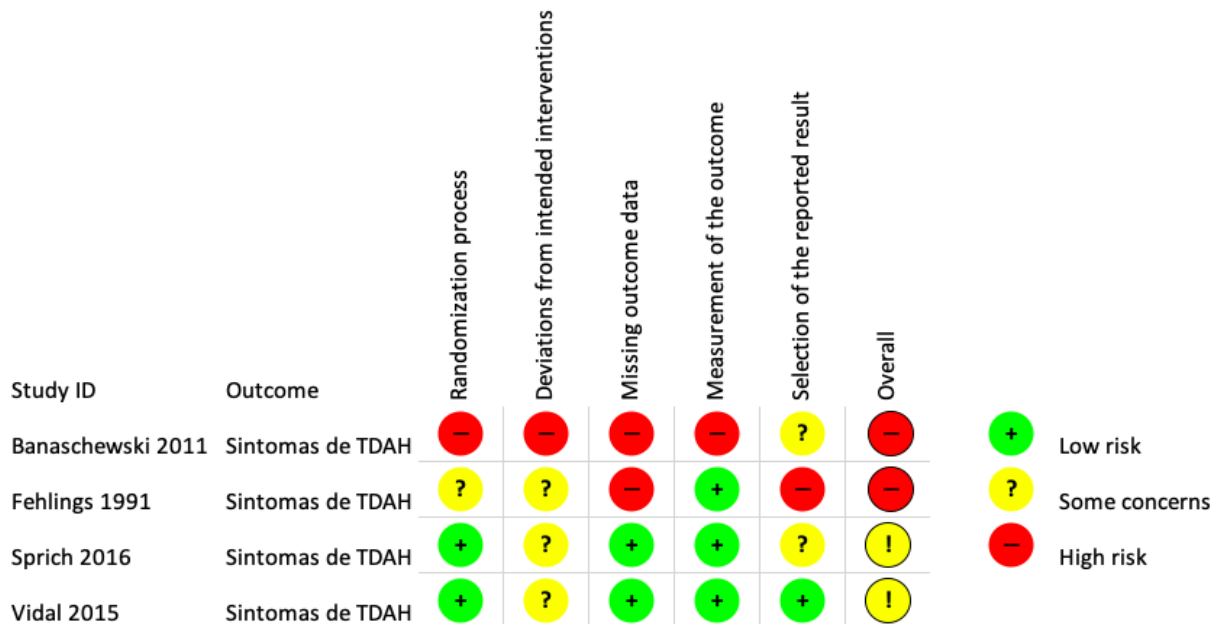 Study ID Outcome Randomization process Deviations from intended interventions Missing outcome data Measurement of the outcome Selection of the reported result Overall
Banaschewski 2011 Sintomas de TDAH − − − − ? − + Low risk
Fehlings 1991 Sintomas de TDAH ? ? − + − − ? Some concerns
Sprich 2016 Sintomas de TDAH + ? + + ? ! − High risk
Vidal 2015 Sintomas de TDAH + ? + + + !